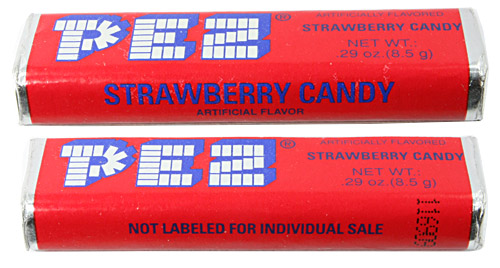 PEZ®
ARTIFICIALLY FLAVORED
STRAWBERRY CANDY
NET WT.:
.29 oz.(8.5 g)
STRAWBERRY CANDY
ARTIFICIAL FLAVOR
PEZ®
ARTIFICIALLY FLAVORED
STRAWBERRY CANDY
NET WT.:
.29 oz.(8.5 g)
NOT LABELED FOR INDIVIDUAL SALE